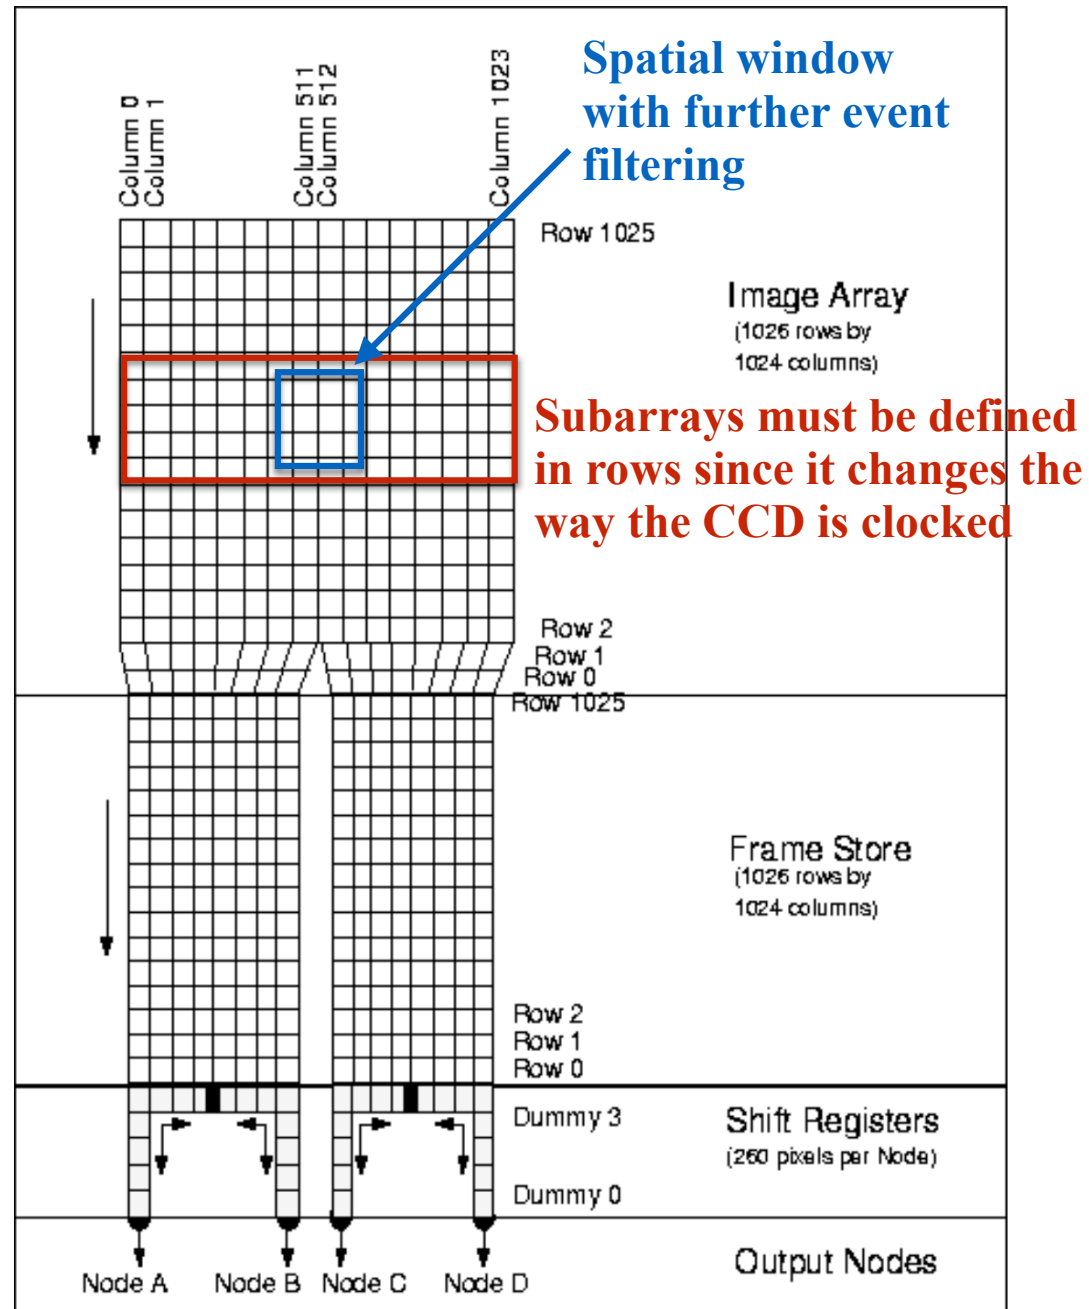 Spatial window
with further event
filtering
Column 0
Column 1
Column 511
Column 512
Column 1023
Row 1025
Image Array
(1026 rows by
1024 columns)
Subarrays must be defined
in rows since it changes the
way the CCD is clocked
Row 2
Row 1
Row 0
Row 1025
Frame Store
(1026 rows by
1024 columns)
Row 2
Row 1
Row 0
Dummy 3
Shift Registers
(260 pixels per Node)
Dummy 0
Output Nodes
Node A
Node B
Node C
Node D